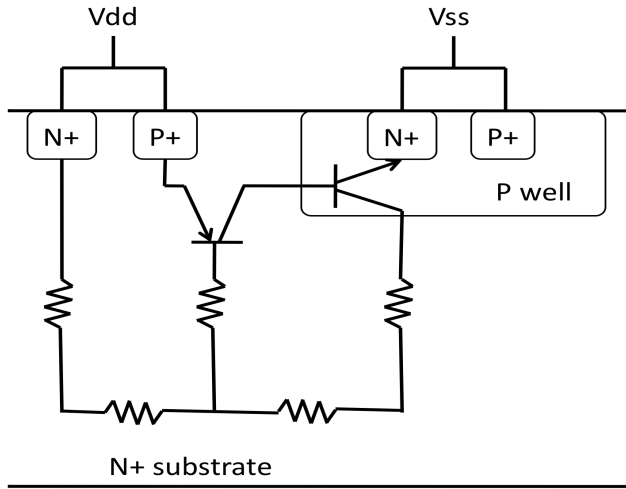 Vdd
Vss
N+
P+
N+
P+
P well
N+ substrate